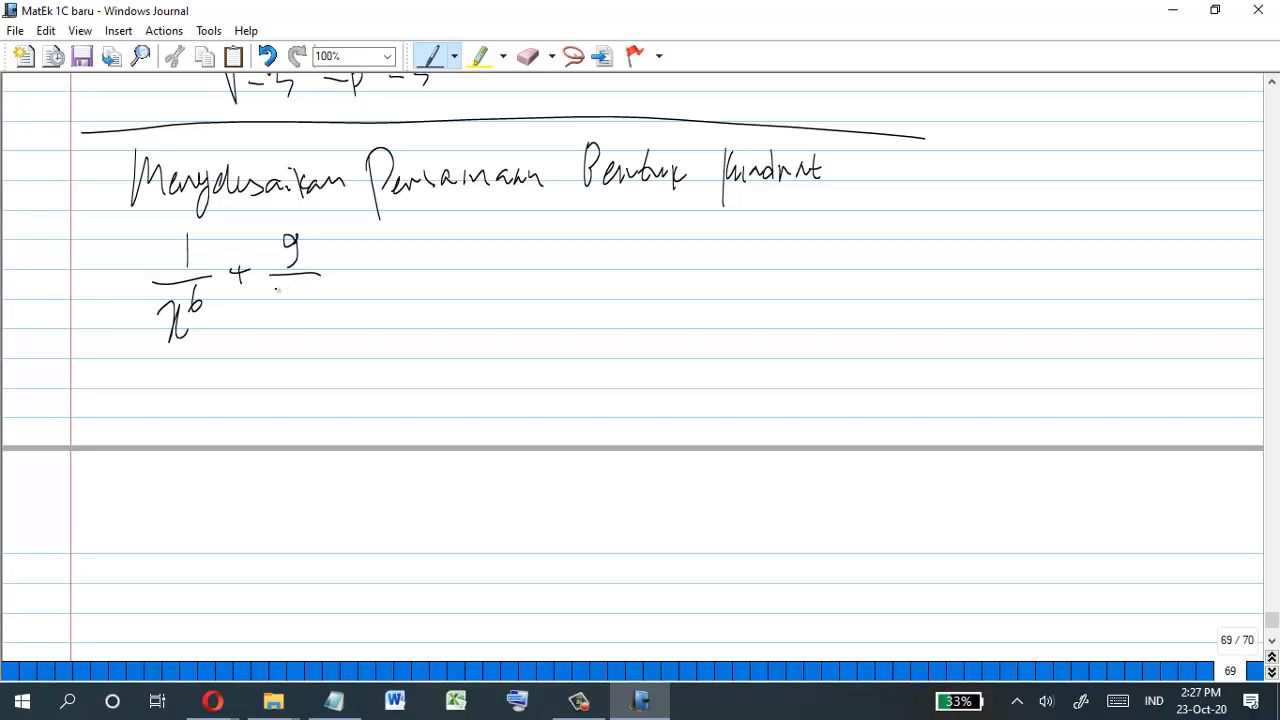 MatEk 1C baru - Windows Journal
File Edit View Insert Actions Tools Help
100%
Menyelesaikan Persamaan Bentuk Kuadrat
1/x^6 + 9/
69 / 70
69
33% IND 2:27 PM
23-Oct-20